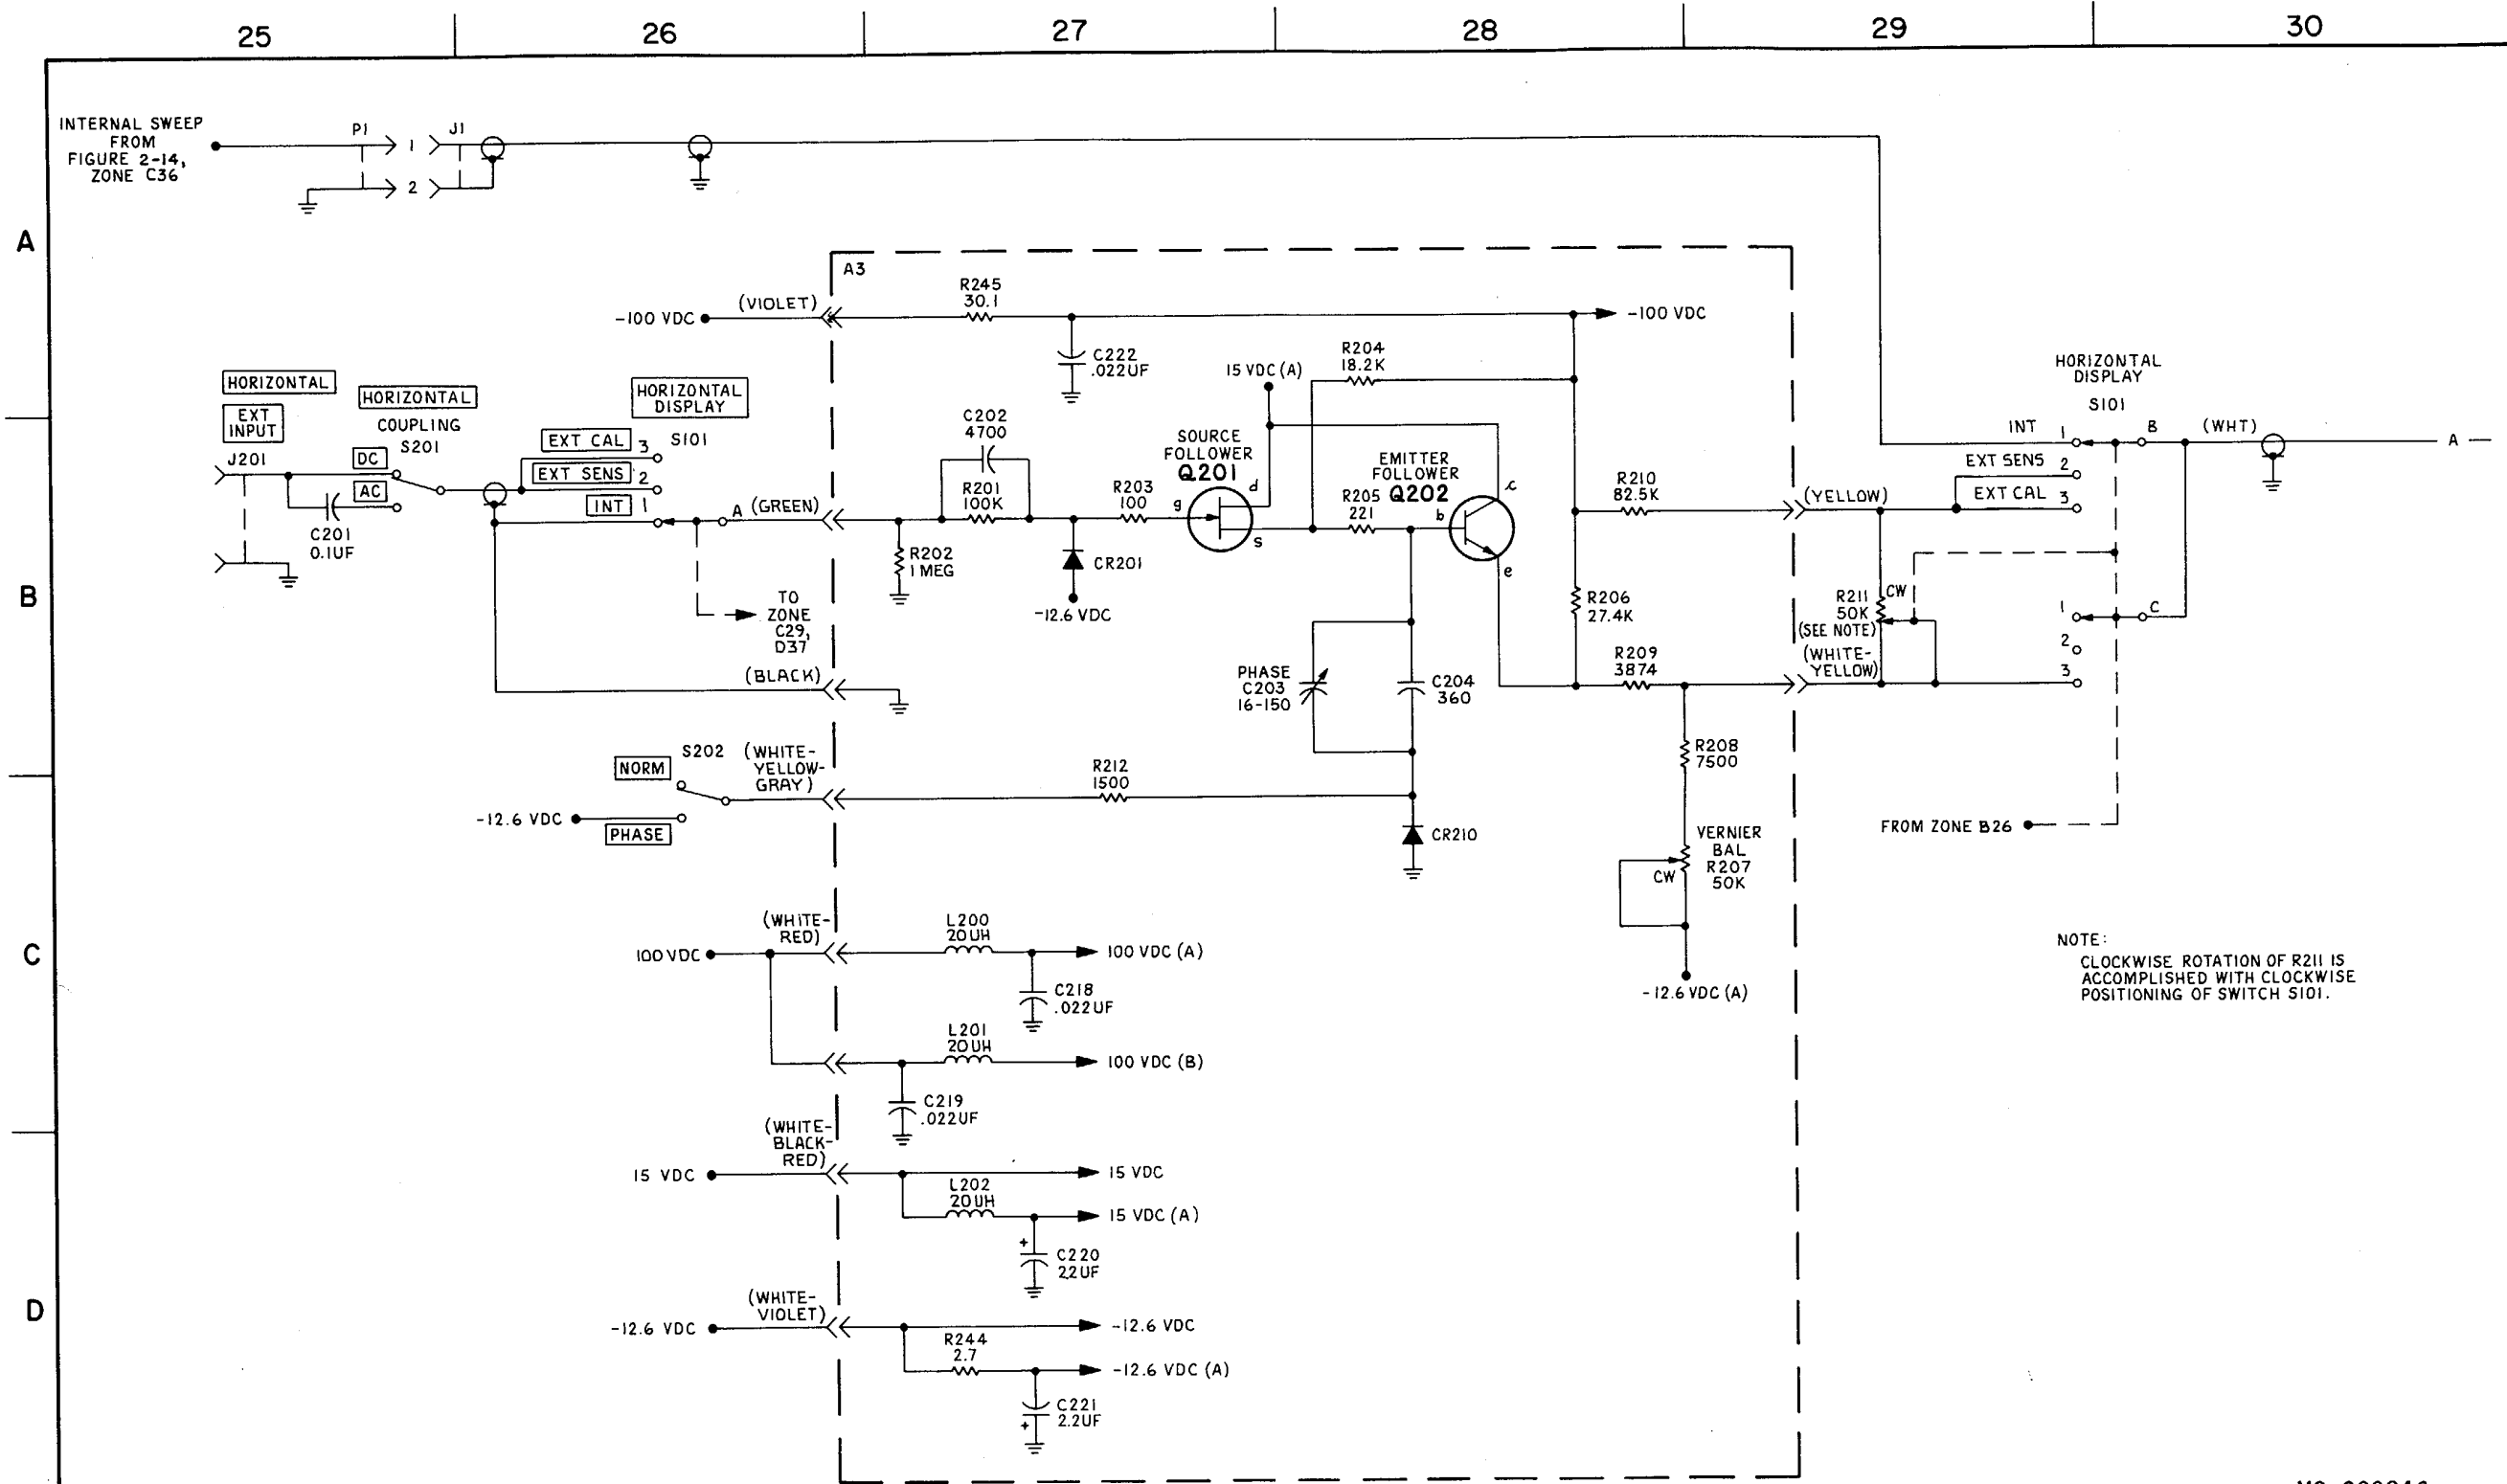 25 26 27 28 29 30
INTERNAL SWEEP
FROM
FIGURE 2-14,
ZONE C36
P1
1
J1
2
A
A3
-100 VDC
(VIOLET)
R245
30.1
C222
.022UF
-100 VDC
15 VDC (A)
R204
18.2K
HORIZONTAL
EXT
INPUT
J201
HORIZONTAL
COUPLING
S201
DC
AC
C201
0.1UF
HORIZONTAL
DISPLAY
S101
EXT CAL 3
EXT SENS 2
INT 1
A (GREEN)
C202
4700
R201
100K
R202
1 MEG
R203
100
CR201
-12.6 VDC
SOURCE
FOLLOWER
Q201
g
d
s
EMITTER
FOLLOWER
Q202
R205
221
b
c
e
R210
82.5K
(YELLOW)
HORIZONTAL
DISPLAY
S101
INT 1
B
(WHT)
A
EXT SENS 2
EXT CAL 3
B
TO
ZONE
C29,
D37
(BLACK)
R206
27.4K
R211
50K
(SEE NOTE)
CW
(WHITE-
YELLOW)
1
C
2
3
PHASE
C203
16-150
C204
360
R209
3874
R208
7500
S202
NORM
PHASE
-12.6 VDC
(WHITE-
YELLOW-
GRAY)
R212
1500
CR210
VERNIER
BAL
R207
50K
CW
-12.6 VDC (A)
FROM ZONE B26
C
100 VDC
(WHITE-
RED)
L200
20UH
100 VDC (A)
C218
.022UF
L201
20UH
100 VDC (B)
C219
.022UF
NOTE:
CLOCKWISE ROTATION OF R211 IS
ACCOMPLISHED WITH CLOCKWISE
POSITIONING OF SWITCH S101.
D
15 VDC
(WHITE-
BLACK-
RED)
15 VDC
L202
20UH
15 VDC (A)
+
C220
22UF
-12.6 VDC
(WHITE-
VIOLET)
-12.6 VDC
R244
2.7
-12.6 VDC (A)
C221
2.2UF
+